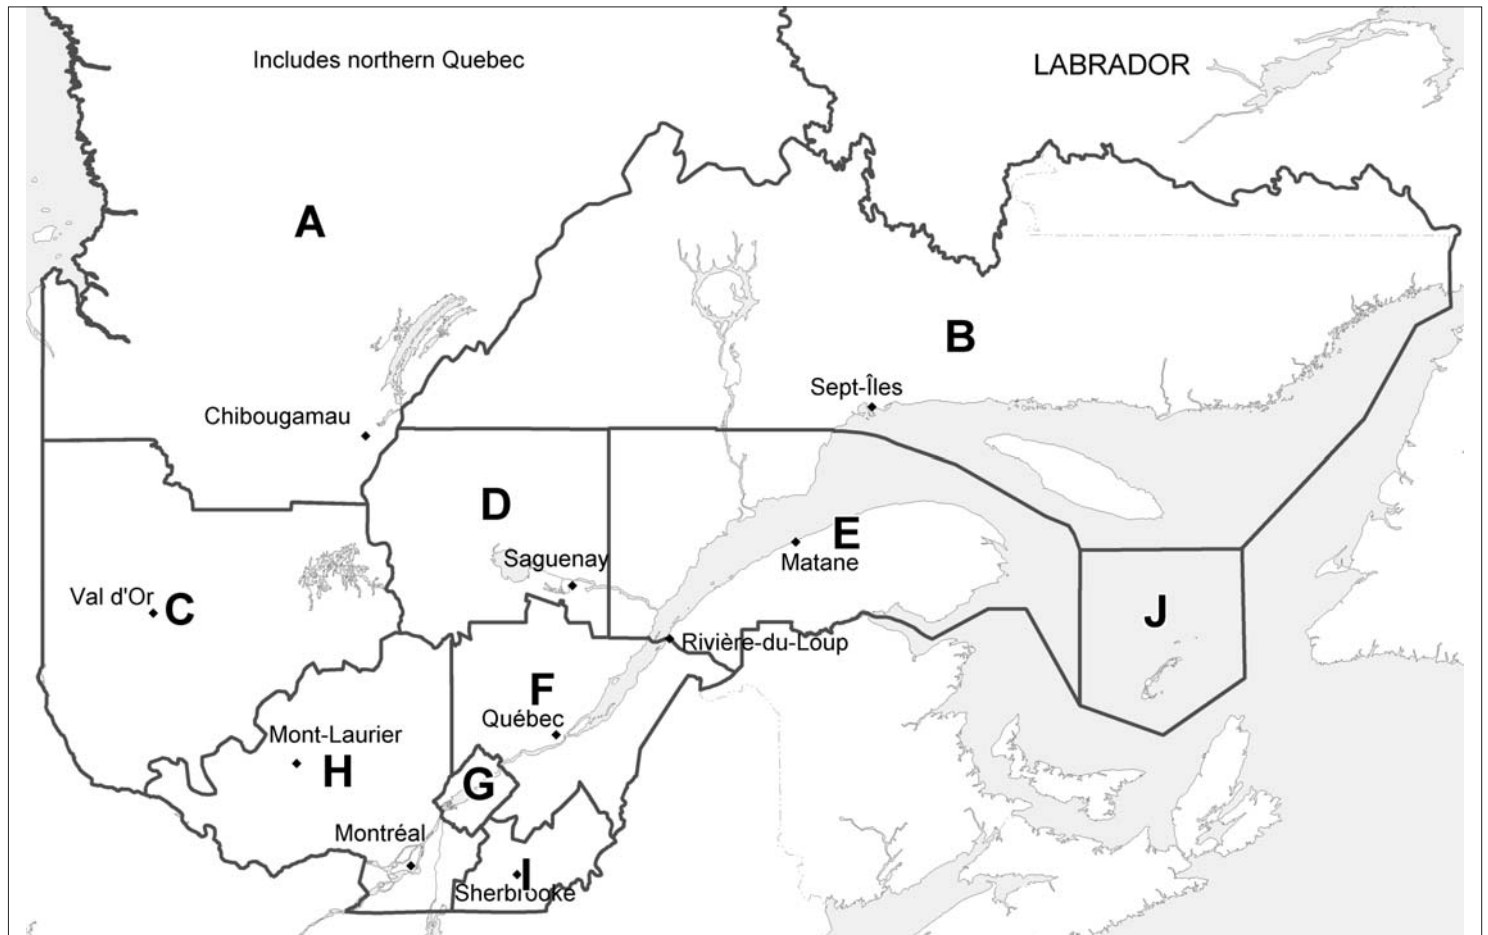 Includes northern Quebec
LABRADOR
A
B
Sept-Îles
Chibougamau
D
E
Saguenay
Matane
Val d'Or
C
J
Rivière-du-Loup
F
Québec
Mont-Laurier
H
G
Montréal
I
Sherbrooke